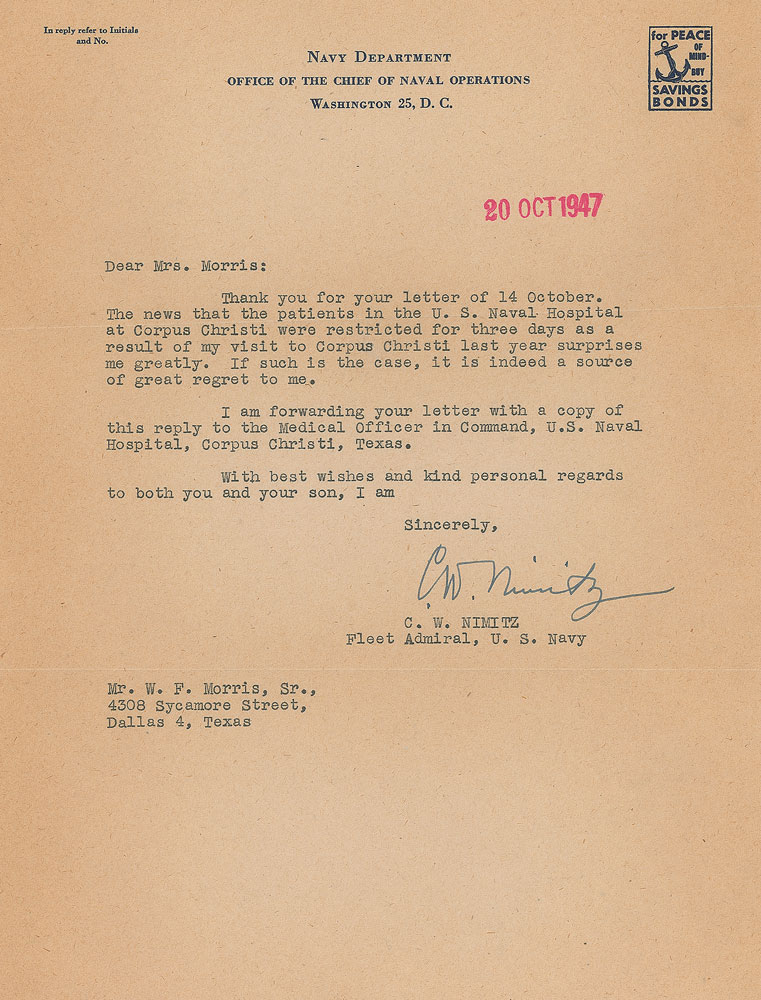 In reply refer to Initials
and No.
NAVY DEPARTMENT
OFFICE OF THE CHIEF OF NAVAL OPERATIONS
WASHINGTON 25, D. C.
for PEACE
OF
MIND-
BUY
SAVINGS
BONDS
20 OCT 1947
Dear Mrs. Morris:
Thank you for your letter of 14 October.
The news that the patients in the U. S. Naval Hospital
at Corpus Christi were restricted for three days as a
result of my visit to Corpus Christi last year surprises
me greatly. If such is the case, it is indeed a source
of great regret to me.
I am forwarding your letter with a copy of
this reply to the Medical Officer in Command, U.S. Naval
Hospital, Corpus Christi, Texas.
With best wishes and kind personal regards
to both you and your son, I am
Sincerely,
C.W. Nimitz
C. W. NIMITZ
Fleet Admiral, U. S. Navy
Mr. W. F. Morris, Sr.,
4308 Sycamore Street,
Dallas 4, Texas